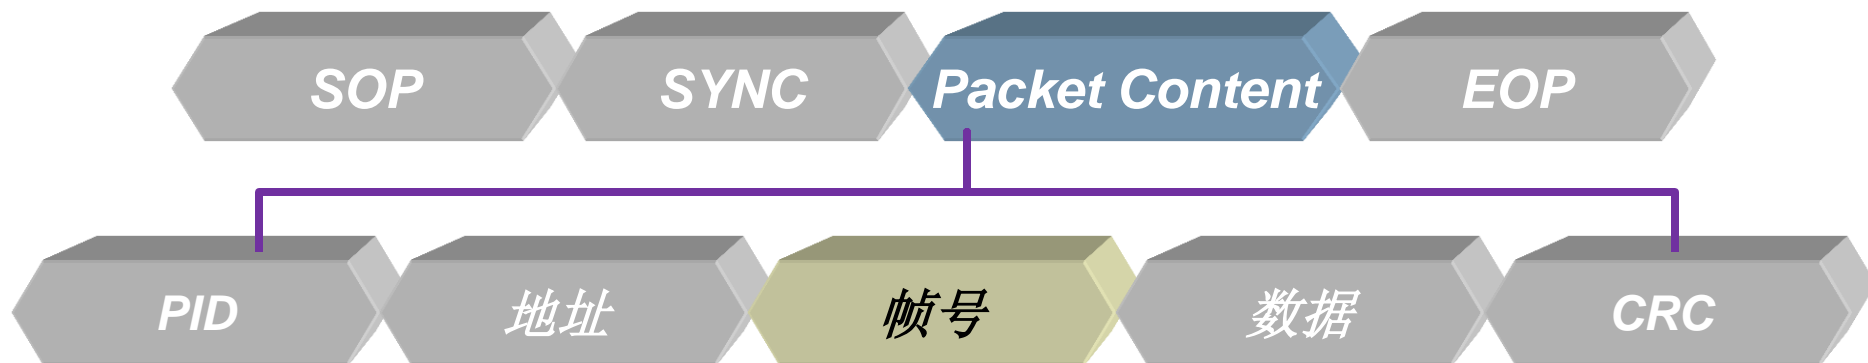 SOP SYNC Packet Content EOP
PID 地址 帧号 数据 CRC